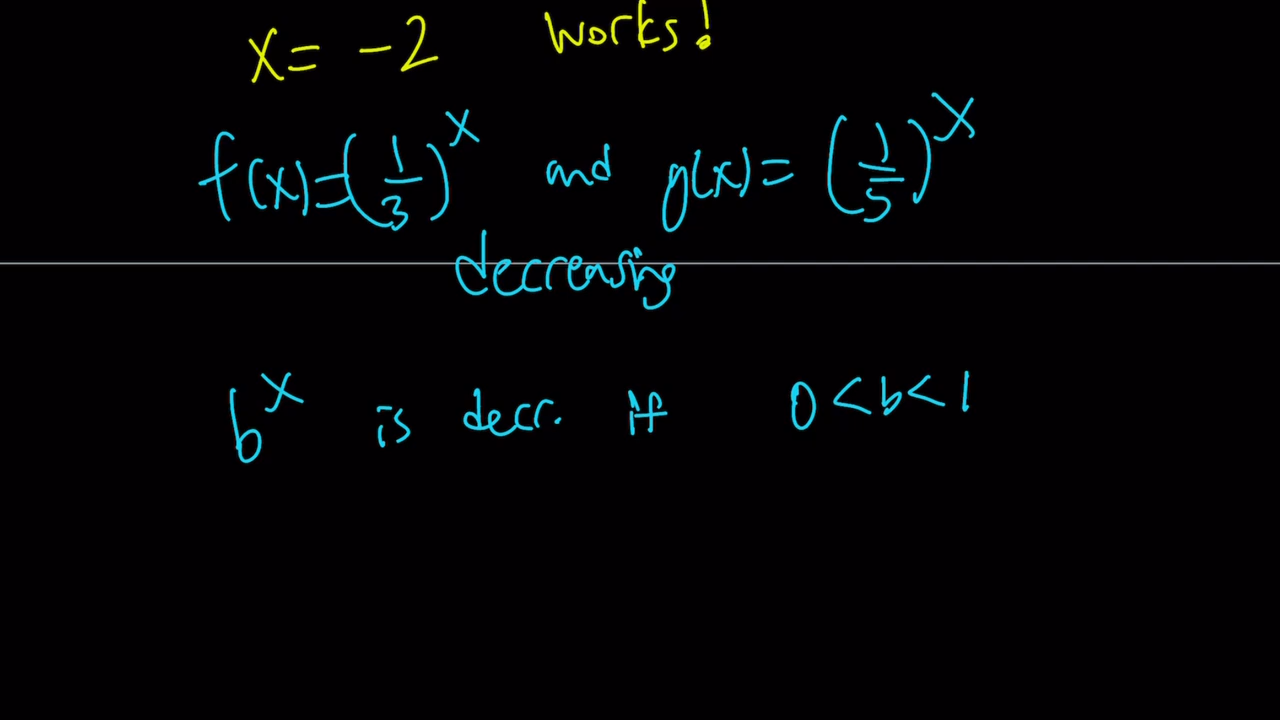 x = -2 works!
f(x) = (1/3)^x and g(x) = (1/5)^x
decreasing
b^x is decr. if 0 < b < 1